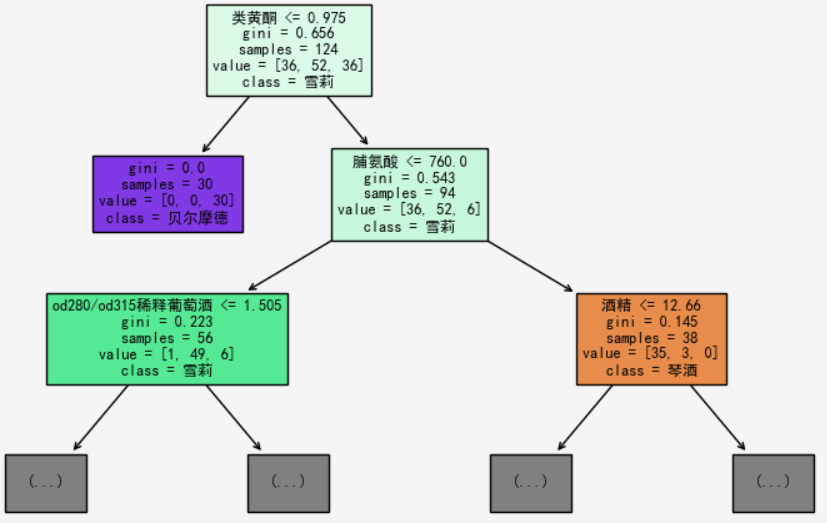 类黄酮 <= 0.975
gini = 0.656
samples = 124
value = [36, 52, 36]
class = 雪莉
gini = 0.0
samples = 30
value = [0, 0, 30]
class = 贝尔摩德
脯氨酸 <= 760.0
gini = 0.543
samples = 94
value = [36, 52, 6]
class = 雪莉
od280/od315稀释葡萄酒 <= 1.505
gini = 0.223
samples = 56
value = [1, 49, 6]
class = 雪莉
酒精 <= 12.66
gini = 0.145
samples = 38
value = [35, 3, 0]
class = 琴酒
(...)
(...)
(...)
(...)